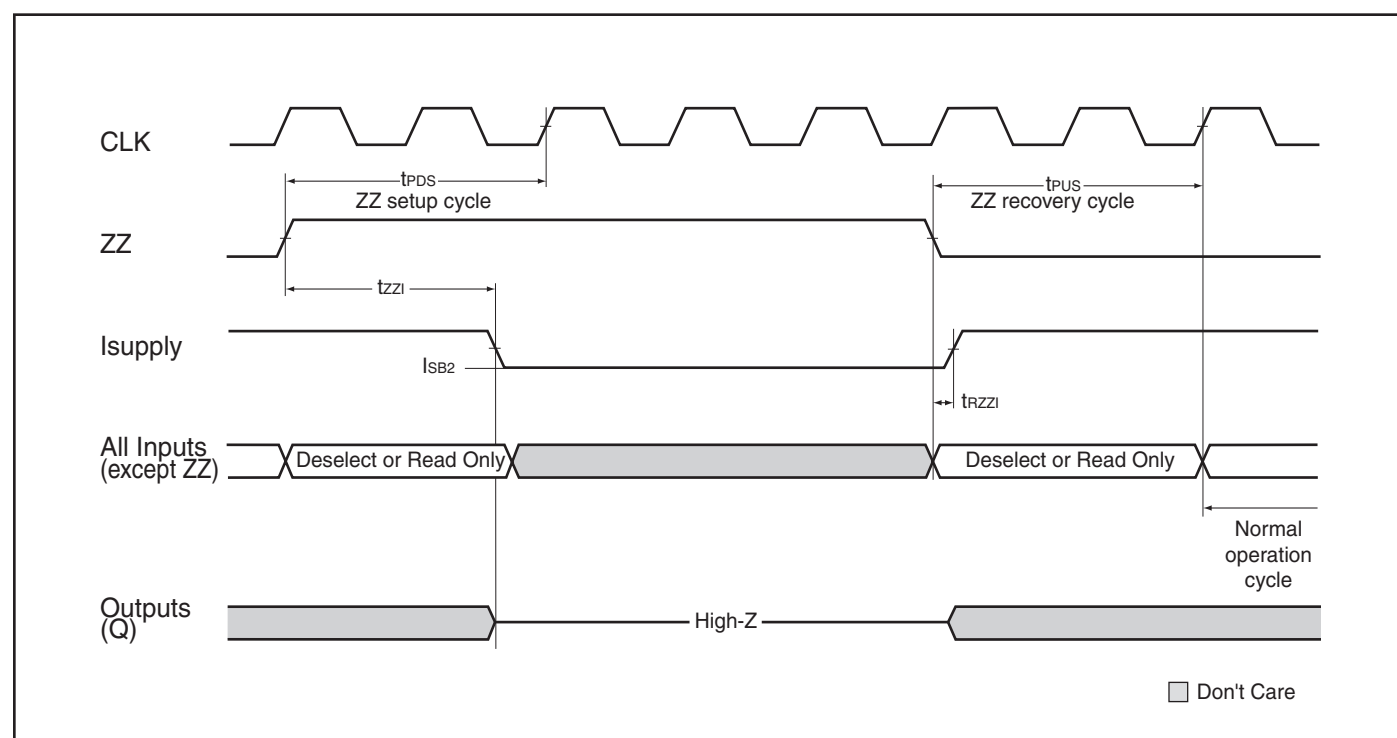 CLK
tPDS
ZZ setup cycle
tPUS
ZZ recovery cycle
ZZ
tZZI
Isupply
ISB2
tRZZI
All Inputs
(except ZZ)
Deselect or Read Only
Deselect or Read Only
Normal
operation
cycle
Outputs
(Q)
High-Z
Don't Care